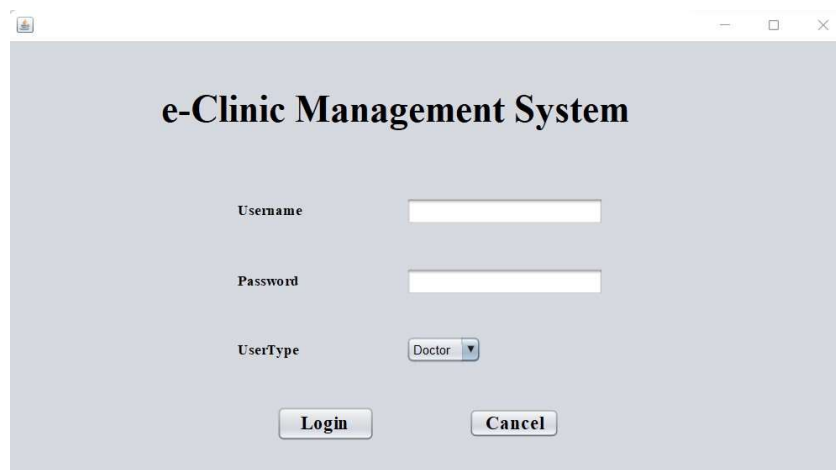 e-Clinic Management System
Username
Password
UserType
Doctor
Login
Cancel